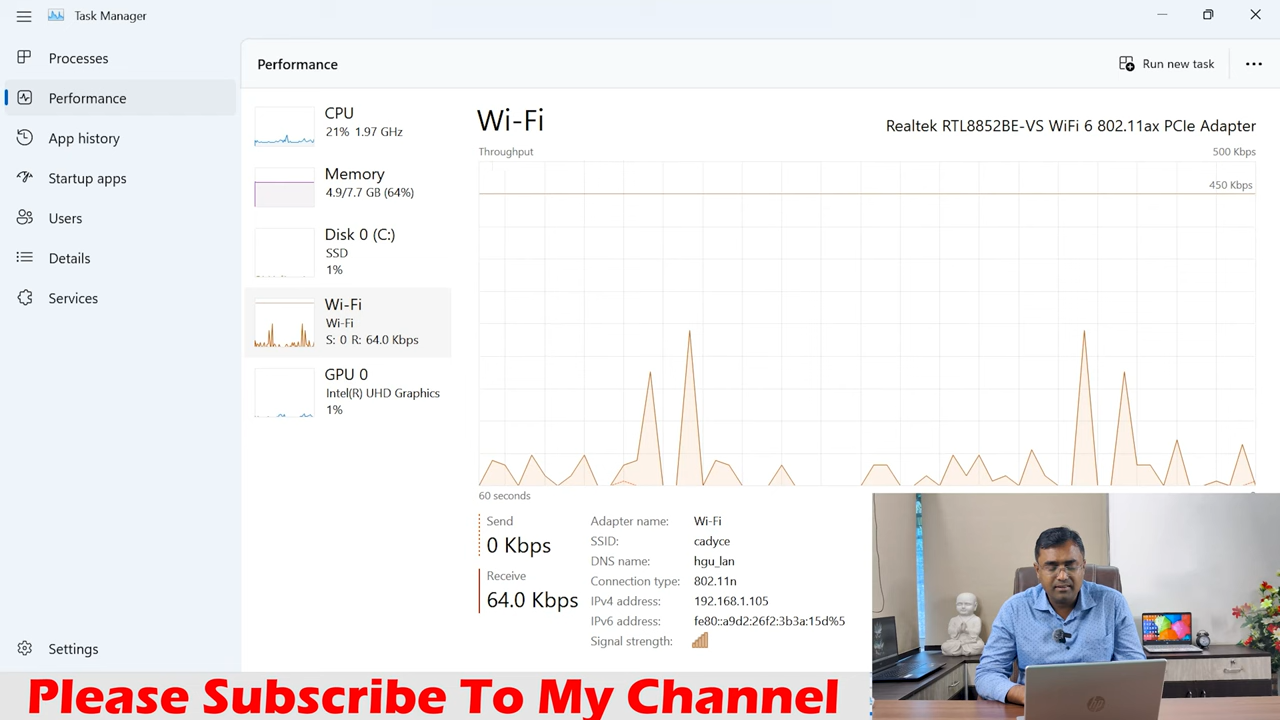 Task Manager
Processes
Performance
App history
Startup apps
Users
Details
Services
Settings
Performance
Run new task
CPU
21% 1.97 GHz
Memory
4.9/7.7 GB (64%)
Disk 0 (C:)
SSD
1%
Wi-Fi
Wi-Fi
S: 0 R: 64.0 Kbps
GPU 0
Intel(R) UHD Graphics
1%
Wi-Fi
Realtek RTL8852BE-VS WiFi 6 802.11ax PCIe Adapter
Throughput
500 Kbps
450 Kbps
60 seconds
Send
0 Kbps
Receive
64.0 Kbps
Adapter name: Wi-Fi
SSID: cadyce
DNS name: hgu_lan
Connection type: 802.11n
IPv4 address: 192.168.1.105
IPv6 address: fe80::a9d2:26f2:3b3a:15d%5
Signal strength:
Please Subscribe To My Channel